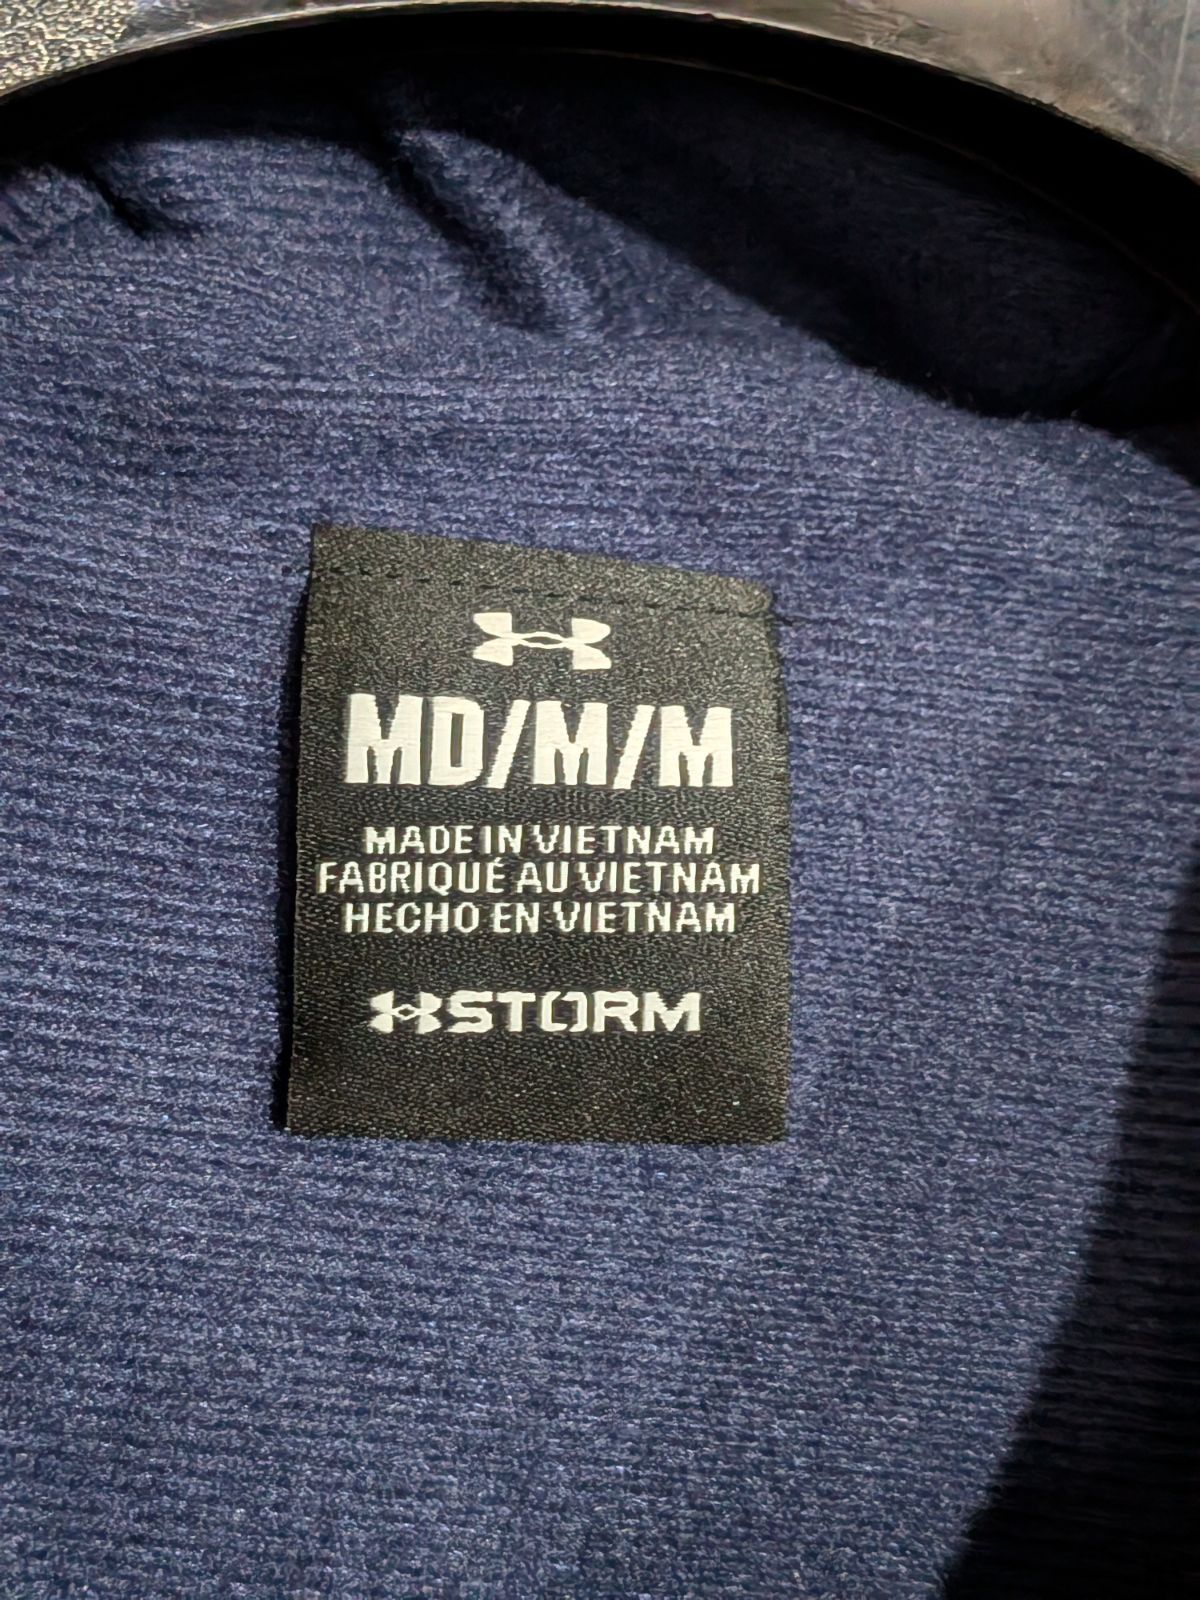 MD/M/M
MADE IN VIETNAM
FABRIQUÉ AU VIETNAM
HECHO EN VIETNAM
STORM